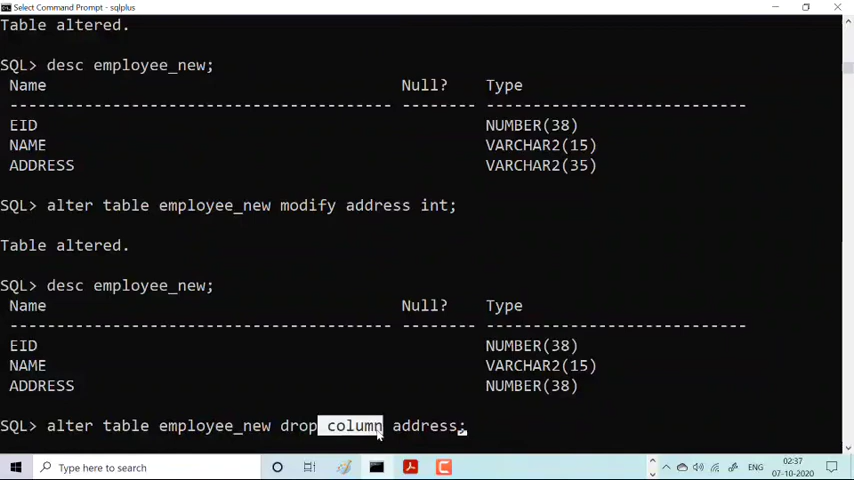 Select Command Prompt - sqlplus
Table altered.
SQL> desc employee_new;
Name Null? Type
----------------------------------------- -------- ----------------------------
EID NUMBER(38)
NAME VARCHAR2(15)
ADDRESS VARCHAR2(35)
SQL> alter table employee_new modify address int;
Table altered.
SQL> desc employee_new;
Name Null? Type
----------------------------------------- -------- ----------------------------
EID NUMBER(38)
NAME VARCHAR2(15)
ADDRESS NUMBER(38)
SQL> alter table employee_new drop column address;
Type here to search
ENG
02:37
07-10-2020